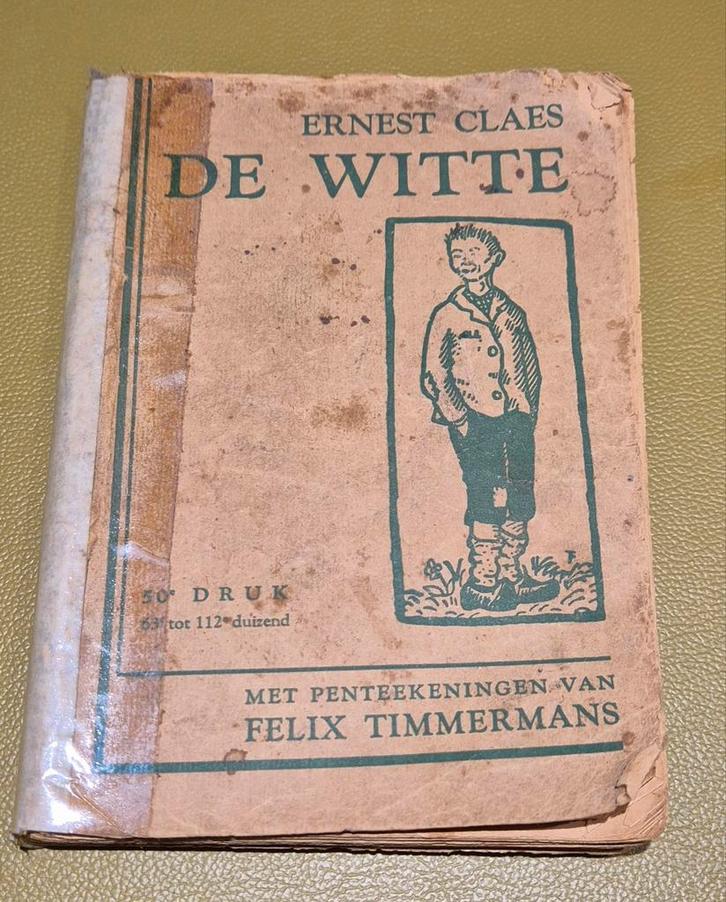 ERNEST CLAES
DE WITTE
50e DRUK
63e tot 112e duizend
MET PENTEEKENINGEN VAN
FELIX TIMMERMANS